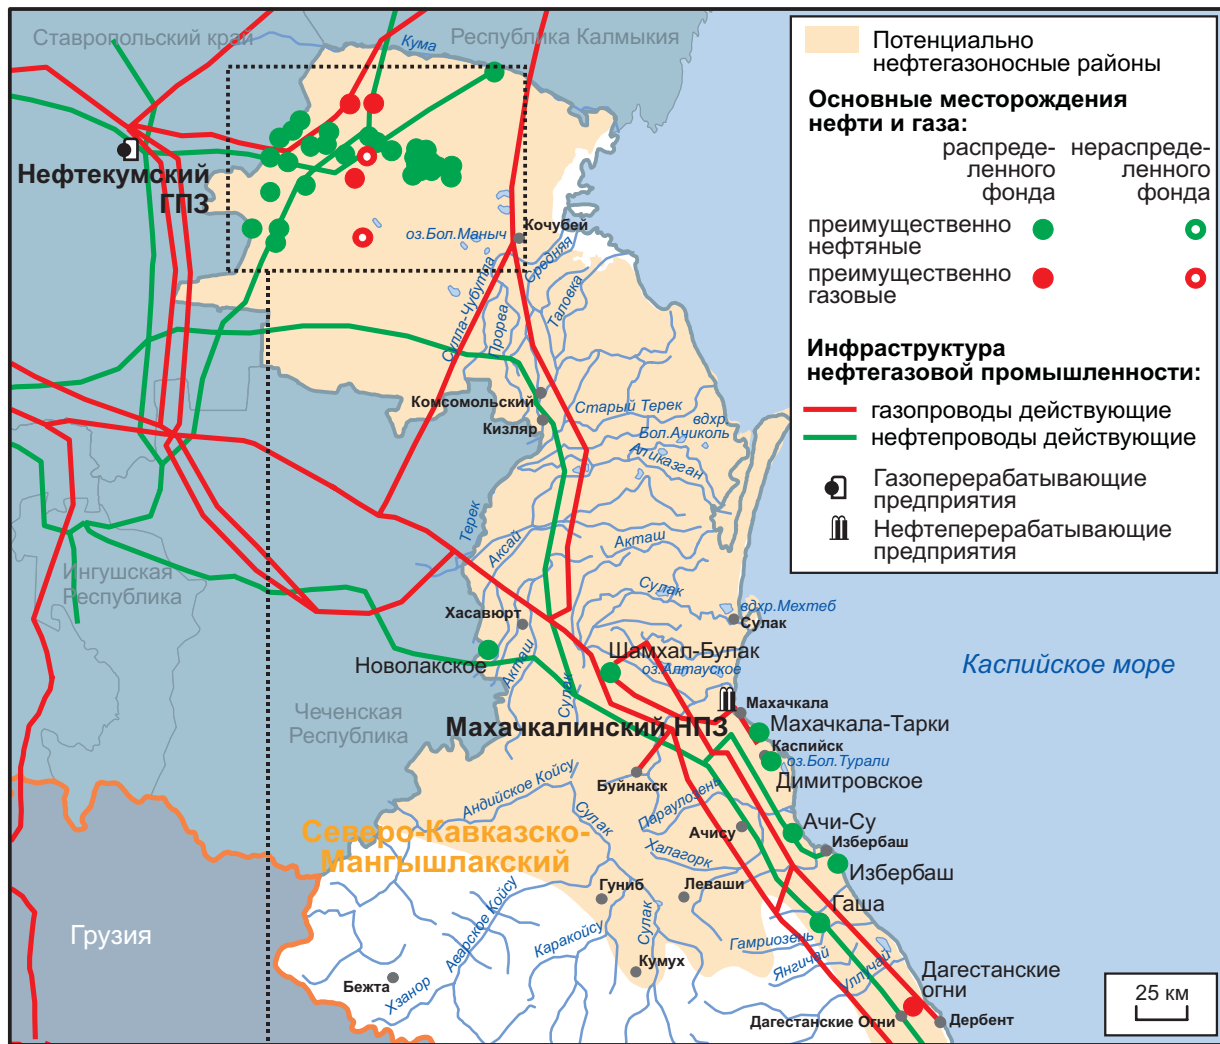 Ставропольский край
Кума
Республика Калмыкия
Нефтекумский
ГПЗ
оз.Бол.Маныч
Кочубей
Средняя
Сулла-Чубутла
Прорва
Таловка
Комсомольский
Кизляр
Старый Терек
вдхр.
Бол.Ачиколь
Аликазган
Терек
Аксай
Акташ
Сулак
вдхр.Мехтеб
Сулак
Ингушская
Республика
Хасавюрт
Новолакское
Акташ
Сулак
Шамхал-Булак
оз.Алтауское
Каспийское море
Чеченская
Республика
Махачкалинский НПЗ
Махачкала
Махачкала-Тарки
Каспийск
оз.Бол.Турали
Димитровское
Буйнакск
Андийское Койсу
Сулак
Параулозень
Ачису
Ачи-Су
Избербаш
Избербаш
Халагорк
Северо-Кавказско-
Мангышлакский
Гуниб
Леваши
Гаша
Аварское Койсу
Каракойсу
Сулак
Гамриозень
Янгичай
Уллучай
Грузия
Кумух
Бежта
Хзанор
Дагестанские
огни
Дагестанские Огни
Дербент
Потенциально
нефтегазоносные районы
Основные месторождения
нефти и газа:
распреде-
ленного
фонда
нераспреде-
ленного
фонда
преимущественно
нефтяные
преимущественно
газовые
Инфраструктура
нефтегазовой промышленности:
газопроводы действующие
нефтепроводы действующие
Газоперерабатывающие
предприятия
Нефтеперерабатывающие
предприятия
25 км